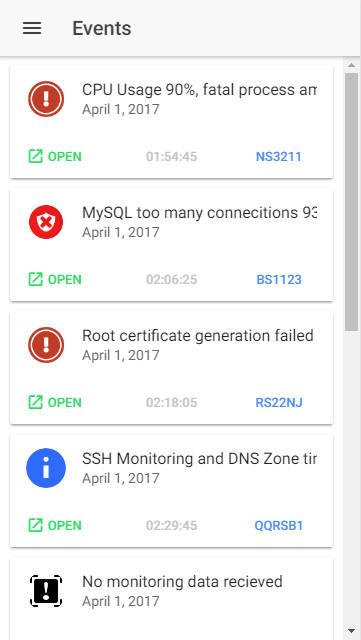 Events
CPU Usage 90%, fatal process am
April 1, 2017
OPEN 01:54:45 NS3211
MySQL too many connecitions 93
April 1, 2017
OPEN 02:06:25 BS1123
Root certificate generation failed
April 1, 2017
OPEN 02:18:05 RS22NJ
SSH Monitoring and DNS Zone tir
April 1, 2017
OPEN 02:29:45 QQRSB1
No monitoring data recieved
April 1, 2017